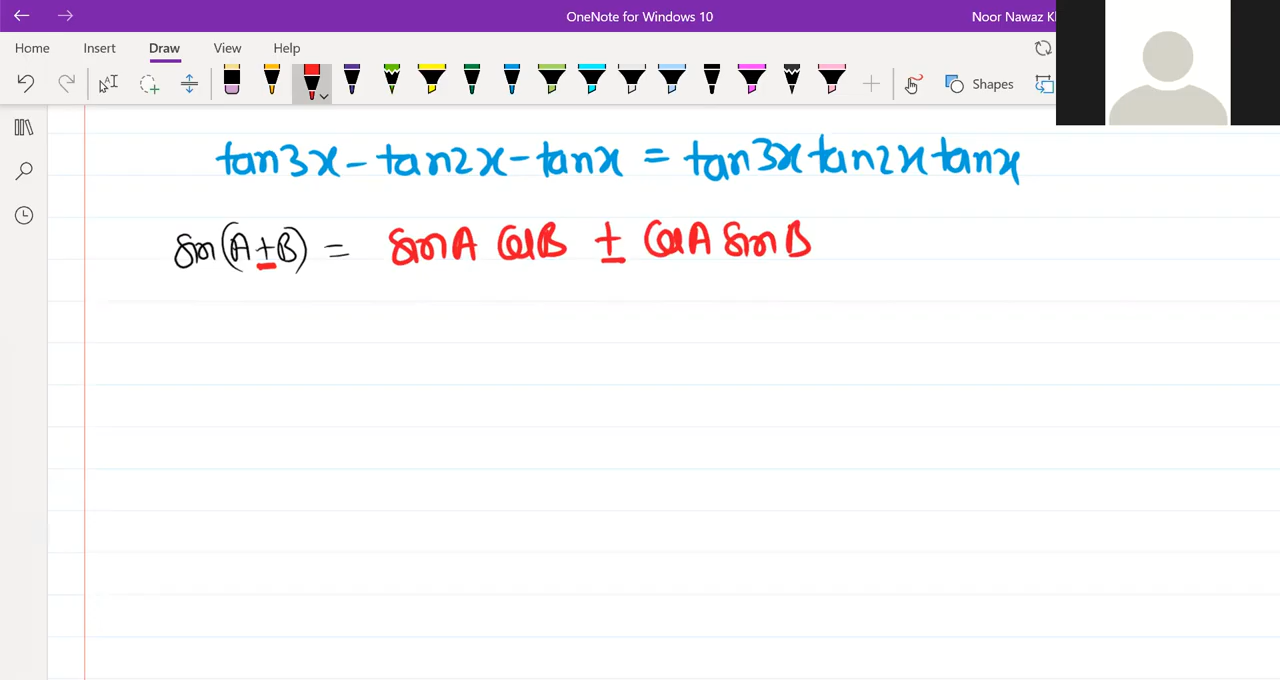 OneNote for Windows 10
Noor Nawaz Kh
Home Insert Draw View Help
Shapes
tan3x - tan2x - tanx = tan3x tan2x tanx
Sin(A ± B) = SinA CosB ± CosA SinB